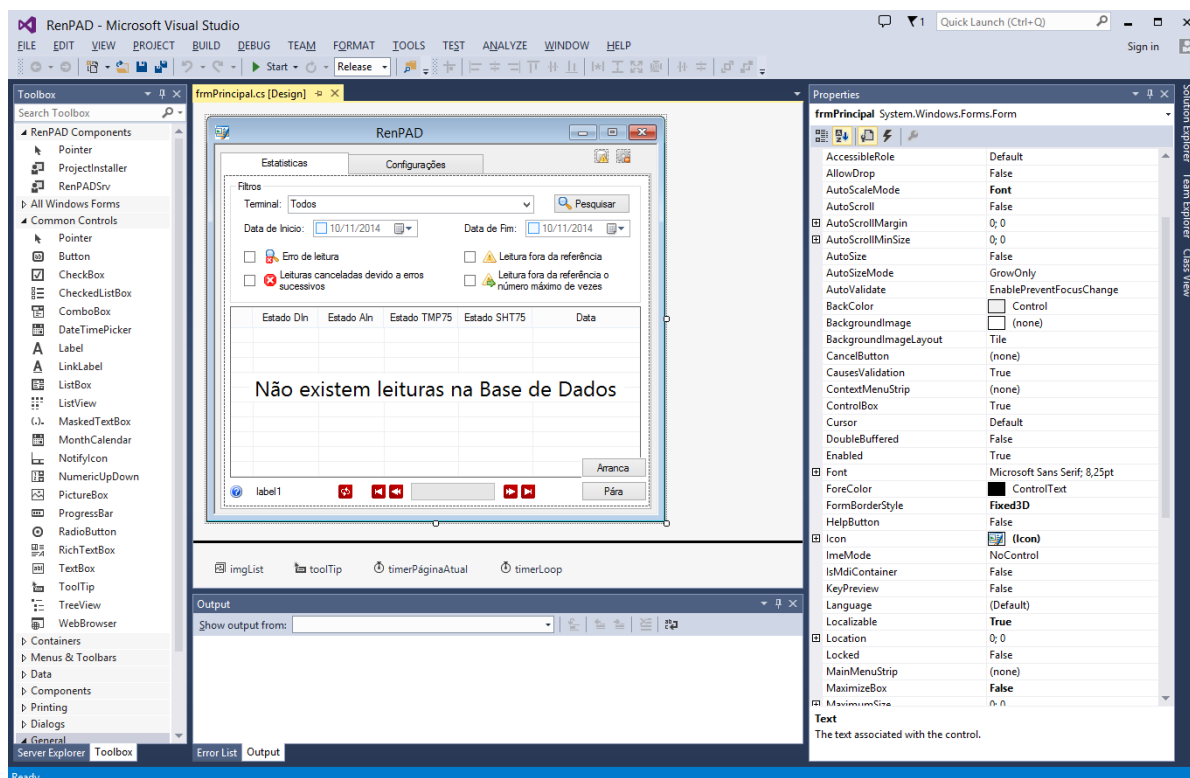 RenPAD - Microsoft Visual Studio
1
Quick Launch (Ctrl+Q)
FILE EDIT VIEW PROJECT BUILD DEBUG TEAM FORMAT TOOLS TEST ANALYZE WINDOW HELP
Sign in
Start
Release
Toolbox
Search Toolbox
RenPAD Components
Pointer
ProjectInstaller
RenPADSrv
All Windows Forms
Common Controls
Pointer
Button
CheckBox
CheckedListBox
ComboBox
DateTimePicker
Label
LinkLabel
ListBox
ListView
MaskedTextBox
MonthCalendar
NotifyIcon
NumericUpDown
PictureBox
ProgressBar
RadioButton
RichTextBox
TextBox
ToolTip
TreeView
WebBrowser
Containers
Menus & Toolbars
Data
Components
Printing
Dialogs
General
Server Explorer Toolbox
frmPrincipal.cs [Design]
RenPAD
Estatisticas
Configurações
Filtros
Terminal: Todos
Pesquisar
Data de Inicio: 10/11/2014
Data de Fim: 10/11/2014
Erro de leitura
Leitura fora da referência
Leituras canceladas devido a erros
sucessivos
Leitura fora da referência o
número máximo de vezes
Estado DIn Estado AIn Estado TMP75 Estado SHT75 Data
Não existem leituras na Base de Dados
Arranca
label1
Pára
imgList toolTip timerPáginaAtual timerLoop
Output
Show output from:
Error List Output
Properties
frmPrincipal System.Windows.Forms.Form
AccessibleRole Default
AllowDrop False
AutoScaleMode Font
AutoScroll False
AutoScrollMargin 0; 0
AutoScrollMinSize 0; 0
AutoSize False
AutoSizeMode GrowOnly
AutoValidate EnablePreventFocusChange
BackColor Control
BackgroundImage (none)
BackgroundImageLayout Tile
CancelButton (none)
CausesValidation True
ContextMenuStrip (none)
ControlBox True
Cursor Default
DoubleBuffered False
Enabled True
Font Microsoft Sans Serif; 8,25pt
ForeColor ControlText
FormBorderStyle Fixed3D
HelpButton False
Icon (Icon)
ImeMode NoControl
IsMdiContainer False
KeyPreview False
Language (Default)
Localizable True
Location 0; 0
Locked False
MainMenuStrip (none)
MaximizeBox False
MaximumSize 0; 0
Text
The text associated with the control.
Solution Explorer
Team Explorer
Class View
Ready